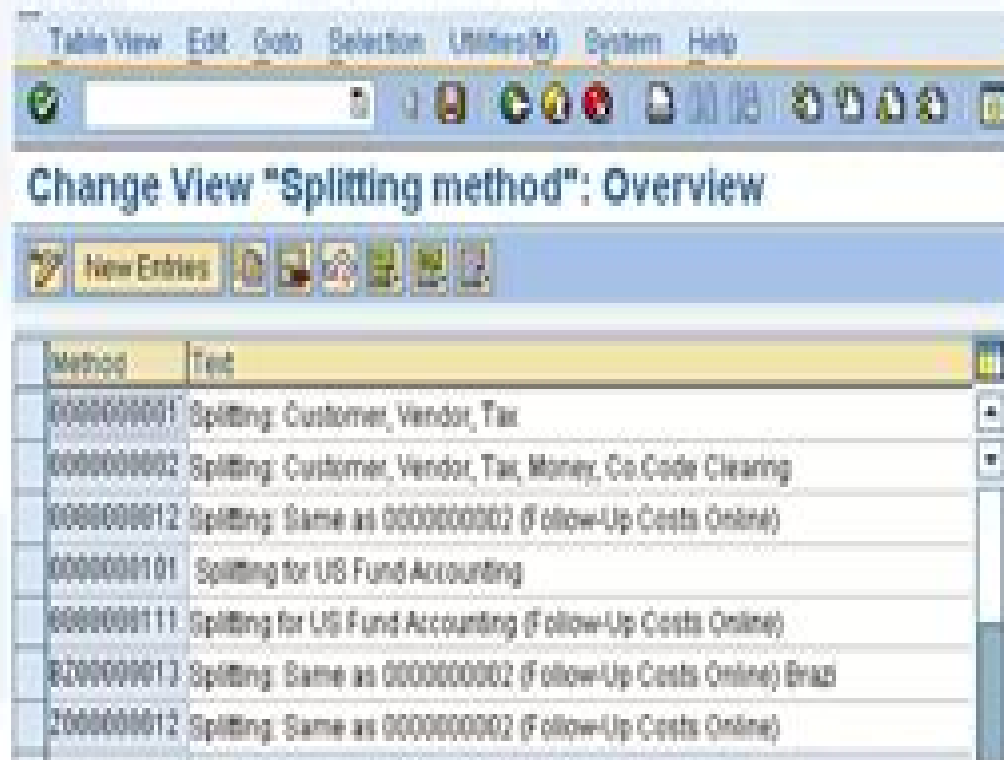 Table View Edit Goto Selection Utilities(M) System Help
Change View "Splitting method": Overview
New Entries
Method Text
0000000001 Splitting: Customer, Vendor, Tax
0000000002 Splitting: Customer, Vendor, Tax, Money, Co.Code Clearing
0000000012 Splitting: Same as 0000000002 (Follow-Up Costs Online)
0000000101 Splitting for US Fund Accounting
0000000111 Splitting for US Fund Accounting (Follow-Up Costs Online)
BZ00000013 Splitting: Same as 0000000002 (Follow-Up Costs Online) Brazi
Z000000012 Splitting: Same as 0000000002 (Follow-Up Costs Online)